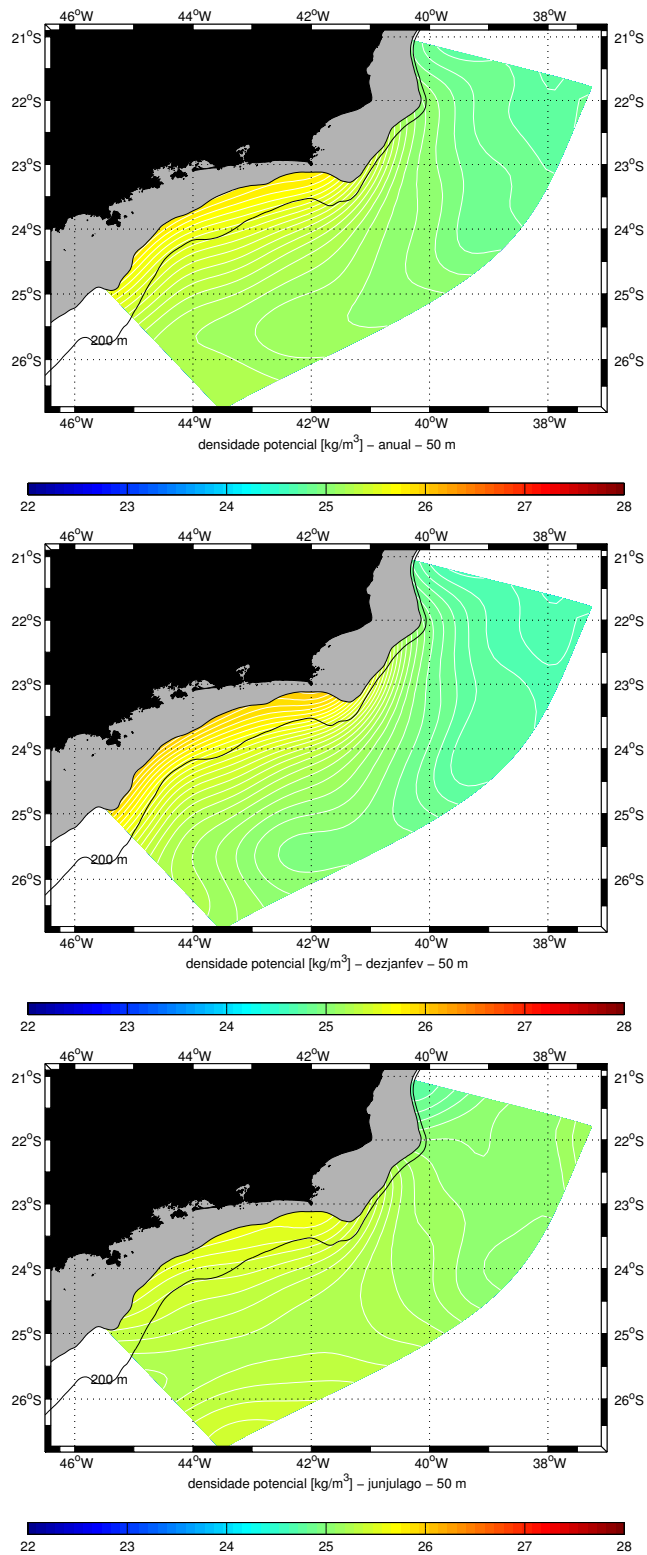 46°W 44°W 42°W 40°W 38°W
21°S 21°S
22°S 22°S
23°S 23°S
24°S 24°S
25°S 25°S
200 m
26°S 26°S
46°W 44°W 42°W 40°W 38°W
densidade potencial [kg/m³] − anual − 50 m
22 23 24 25 26 27 28
46°W 44°W 42°W 40°W 38°W
21°S 21°S
22°S 22°S
23°S 23°S
24°S 24°S
25°S 25°S
200 m
26°S 26°S
46°W 44°W 42°W 40°W 38°W
densidade potencial [kg/m³] − dezjanfev − 50 m
22 23 24 25 26 27 28
46°W 44°W 42°W 40°W 38°W
21°S 21°S
22°S 22°S
23°S 23°S
24°S 24°S
25°S 25°S
200 m
26°S 26°S
46°W 44°W 42°W 40°W 38°W
densidade potencial [kg/m³] − junjulago − 50 m
22 23 24 25 26 27 28